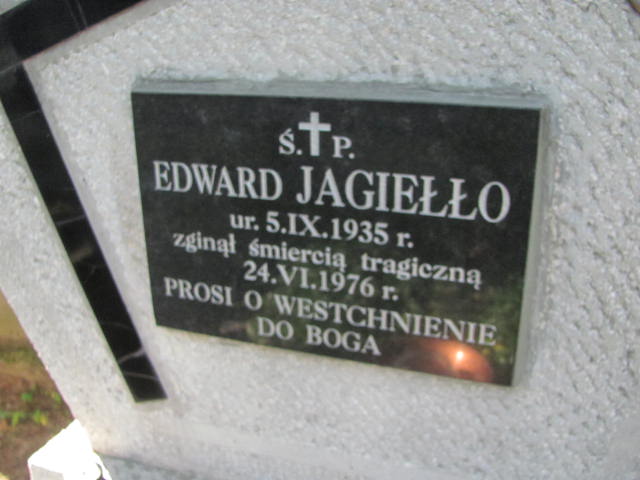 Ś. P.
EDWARD JAGIEŁŁO
ur. 5.IX.1935 r.
zginął śmiercią tragiczną
24.VI.1976 r.
PROSI O WESTCHNIENIE
DO BOGA